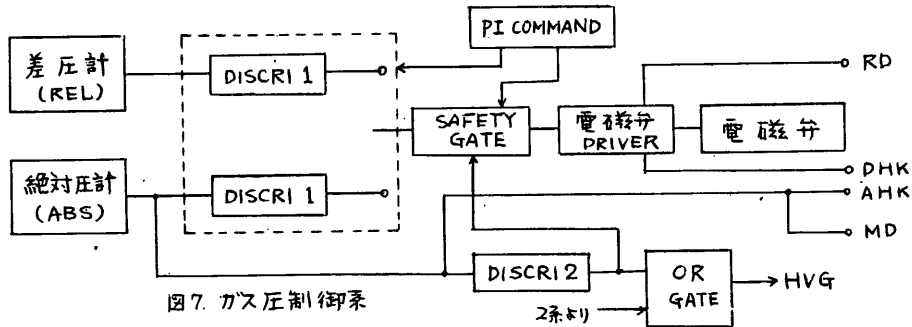 PI COMMAND
差圧計
(REL)
DISCRI 1
RD
SAFETY
GATE
電磁弁
DRIVER
電磁弁
絶対圧計
(ABS)
DISCRI 1
DHK
AHK
MD
DISCRI 2
OR
GATE
HVG
2系より
図7. ガス圧制御系